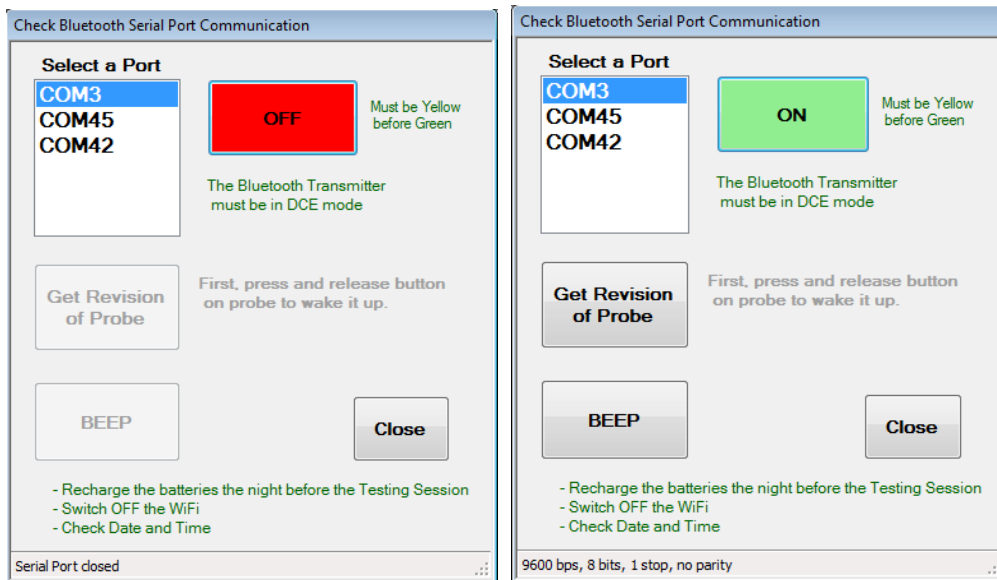 Check Bluetooth Serial Port Communication
Select a Port
COM3
COM45
COM42
OFF
Must be Yellow
before Green
The Bluetooth Transmitter
must be in DCE mode
Get Revision
of Probe
First, press and release button
on probe to wake it up.
BEEP
Close
- Recharge the batteries the night before the Testing Session
- Switch OFF the WiFi
- Check Date and Time
Serial Port closed
Check Bluetooth Serial Port Communication
Select a Port
COM3
COM45
COM42
ON
Must be Yellow
before Green
The Bluetooth Transmitter
must be in DCE mode
Get Revision
of Probe
First, press and release button
on probe to wake it up.
BEEP
Close
- Recharge the batteries the night before the Testing Session
- Switch OFF the WiFi
- Check Date and Time
9600 bps, 8 bits, 1 stop, no parity